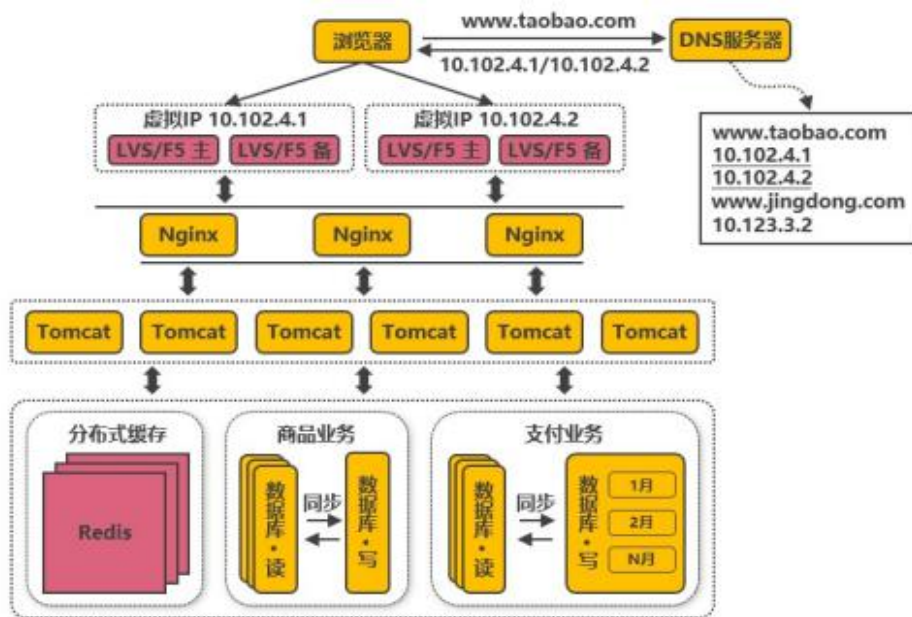 www.taobao.com
浏览器
DNS服务器
10.102.4.1/10.102.4.2
虚拟IP 10.102.4.1
LVS/F5 主
LVS/F5 备
虚拟IP 10.102.4.2
LVS/F5 主
LVS/F5 备
www.taobao.com
10.102.4.1
10.102.4.2
www.jingdong.com
10.123.3.2
Nginx
Nginx
Nginx
Tomcat
Tomcat
Tomcat
Tomcat
Tomcat
Tomcat
分布式缓存
Redis
商品业务
数据库·读
同步
数据库·写
支付业务
数据库·读
同步
数据库·写
1月
2月
N月